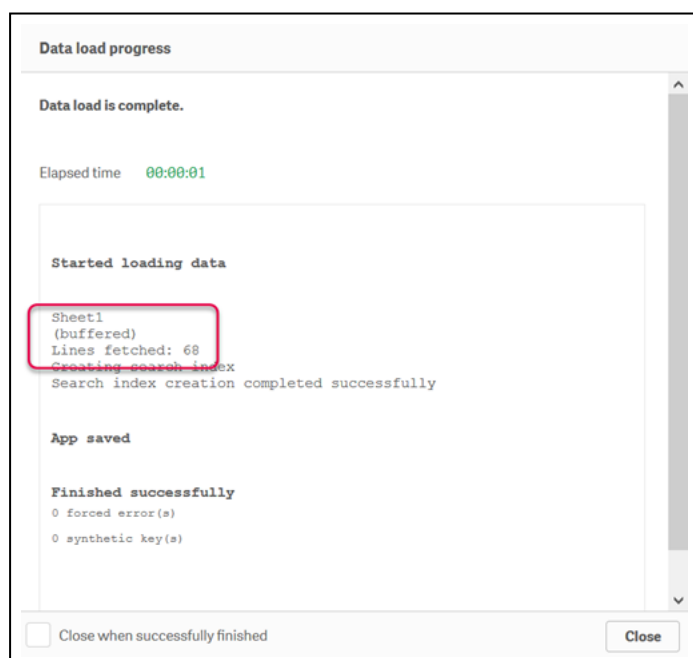 Data load progress
Data load is complete.
Elapsed time 00:00:01
Started loading data
Sheet1
(buffered)
Lines fetched: 68
Creating search index
Search index creation completed successfully
App saved
Finished successfully
0 forced error(s)
0 synthetic key(s)
Close when successfully finished
Close